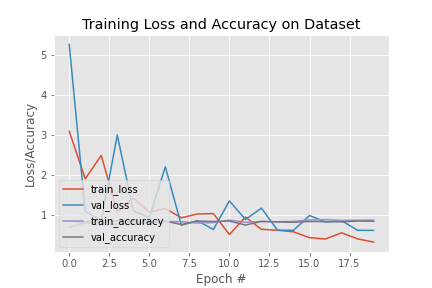 Training Loss and Accuracy on Dataset
Loss/Accuracy
5
4
3
2
1
train_loss
val_loss
train_accuracy
val_accuracy
0.0 2.5 5.0 7.5 10.0 12.5 15.0 17.5
Epoch #